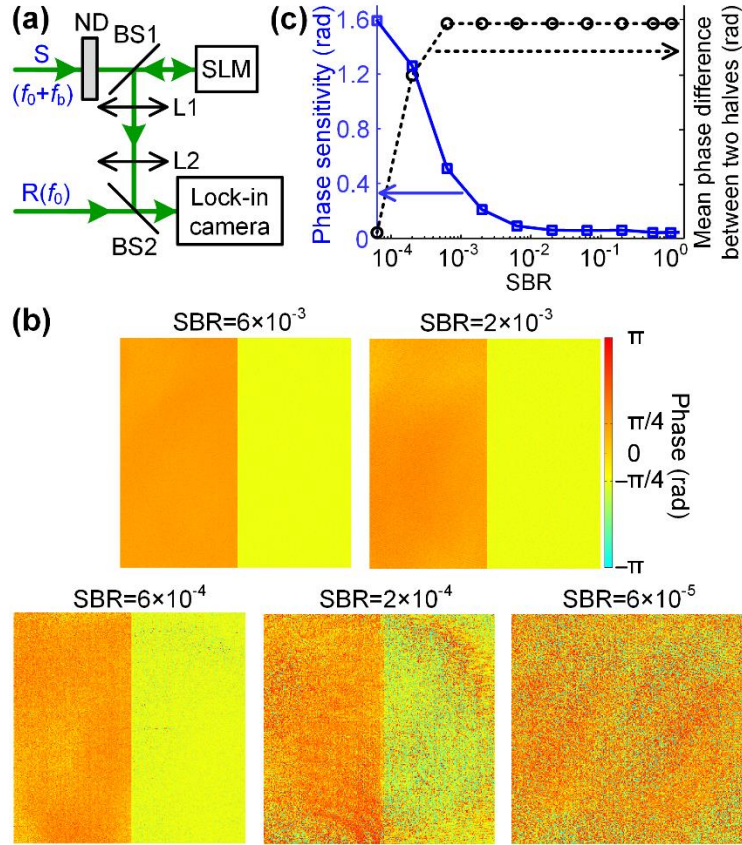 (a)
ND
BS1
S
SLM
(f₀+f_b)
L1
L2
R(f₀)
Lock-in
camera
BS2
(c)
Phase sensitivity (rad)
1.6
1.2
0.8
0.4
0
10⁻⁴
10⁻³
10⁻²
10⁻¹
10⁰
SBR
Mean phase difference
between two halves (rad)
(b)
SBR=6×10⁻³
SBR=2×10⁻³
π
π/4
0
−π/4
−π
Phase (rad)
SBR=6×10⁻⁴
SBR=2×10⁻⁴
SBR=6×10⁻⁵